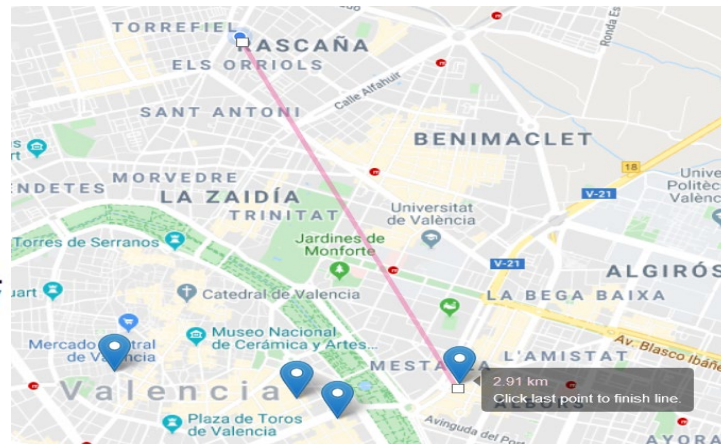 TORREFIEL
RASCAÑA
ELS ORRIOLS
Ronda Es
Calle Alfahuir
SANT ANTONI
BENIMACLET
18
V-21
Unive
Politèc
Valènc
MORVEDRE
ENDETES
LA ZAIDÍA
TRINITAT
Universitat
de València
Torres de Serranos
Jardines de
Monforte
V-21
ALGIRÓS
uart
Catedral de Valencia
LA BEGA BAIXA
Mercado Central
de Valencia
Museo Nacional
de Cerámica y Artes...
Av. Blasco Ibáñe
MESTALLA
L'AMISTAT
Valencia
2.91 km
Click last point to finish line.
ALBORS
Plaza de Toros
de Valencia
Avinguda del Port
AYORA